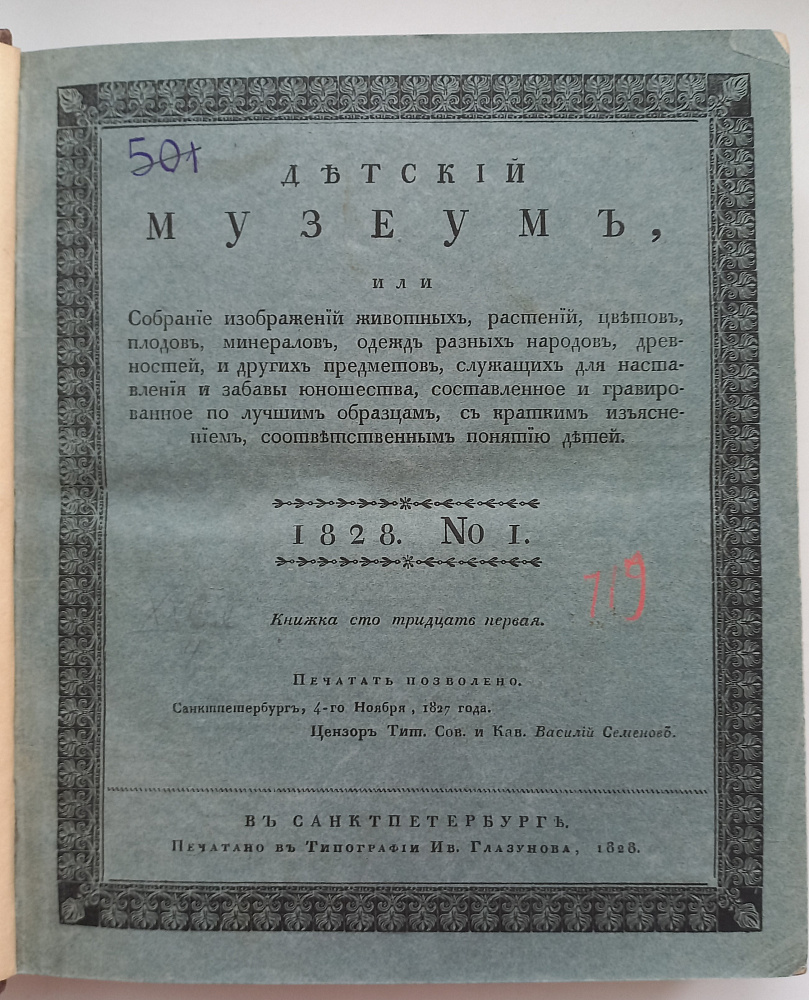 501
ДѢТСКІЙ
МУЗЕУМЪ,
или
Собраніе изображеній животныхъ, растеній, цвѣтовъ,
плодовъ, минераловъ, одеждъ разныхъ народовъ, древ-
ностей, и другихъ предметовъ, служащихъ для наста-
вленія и забавы юношества, составленное и гравиро-
ванное по лучшимъ образцамъ, съ краткимъ изъясне-
ніемъ, соотвѣтственнымъ понятію дѣтей.
1828. No 1.
119
Книжка сто тридцать первая.
Печатать позволено.
Санктпетербургъ, 4-го Ноября, 1827 года.
Цензоръ Тит. Сов. и Кав. Василій Семеновъ.
ВЪ САНКТПЕТЕРБУРГѢ.
Печатано въ Типографіи Ив. Глазунова, 1828.